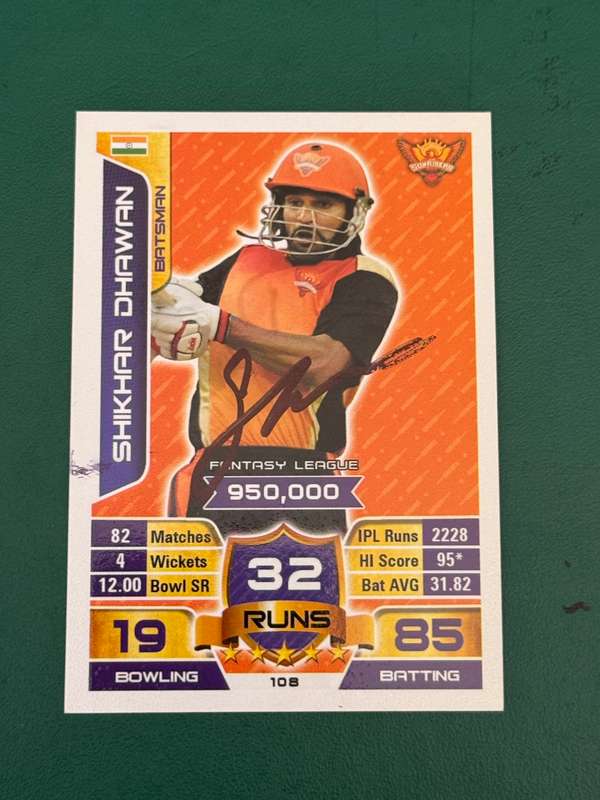 SHIKHAR DHAWAN
BATSMAN
SUNRISERS
FANTASY LEAGUE
950,000
82 Matches
4 Wickets
12.00 Bowl SR
IPL Runs 2228
HI Score 95*
Bat AVG 31.82
32
RUNS
19
BOWLING
85
BATTING
108